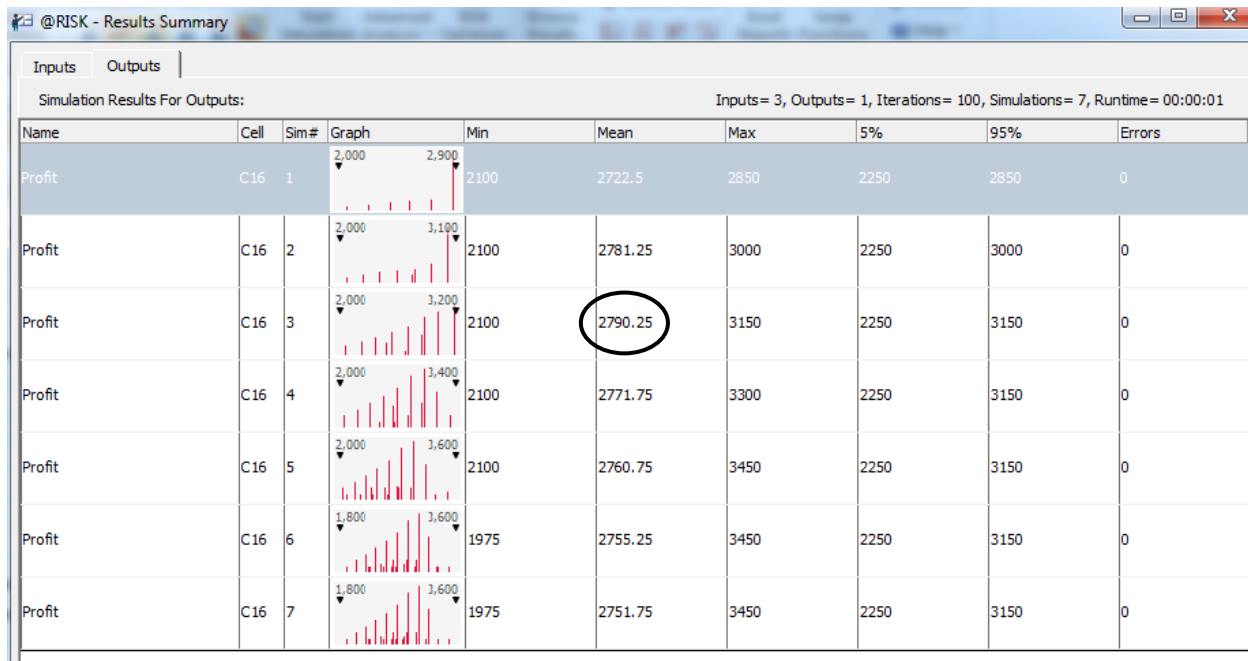 @RISK - Results Summary
Inputs Outputs
Simulation Results For Outputs: Inputs= 3, Outputs= 1, Iterations= 100, Simulations= 7, Runtime= 00:00:01
Name Cell Sim# Graph Min Mean Max 5% 95% Errors
2,000 2,900
Profit C16 1 2100 2722.5 2850 2250 2850 0
2,000 3,100
Profit C16 2 2100 2781.25 3000 2250 3000 0
2,000 3,200
Profit C16 3 2100 2790.25 3150 2250 3150 0
2,000 3,400
Profit C16 4 2100 2771.75 3300 2250 3150 0
2,000 3,600
Profit C16 5 2100 2760.75 3450 2250 3150 0
1,800 3,600
Profit C16 6 1975 2755.25 3450 2250 3150 0
1,800 3,600
Profit C16 7 1975 2751.75 3450 2250 3150 0